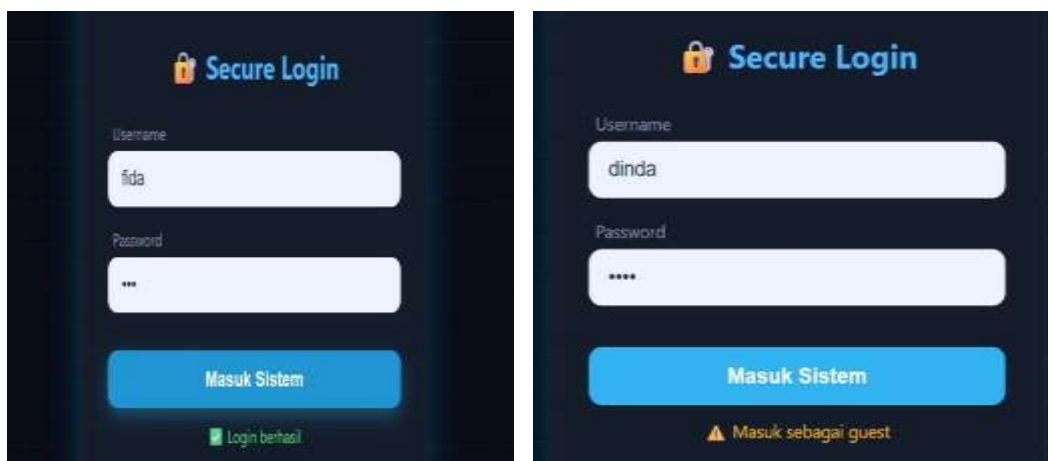 Secure Login
Username
fida
Password
•••
Masuk Sistem
Login berhasil
Secure Login
Username
dinda
Password
••••
Masuk Sistem
Masuk sebagai guest